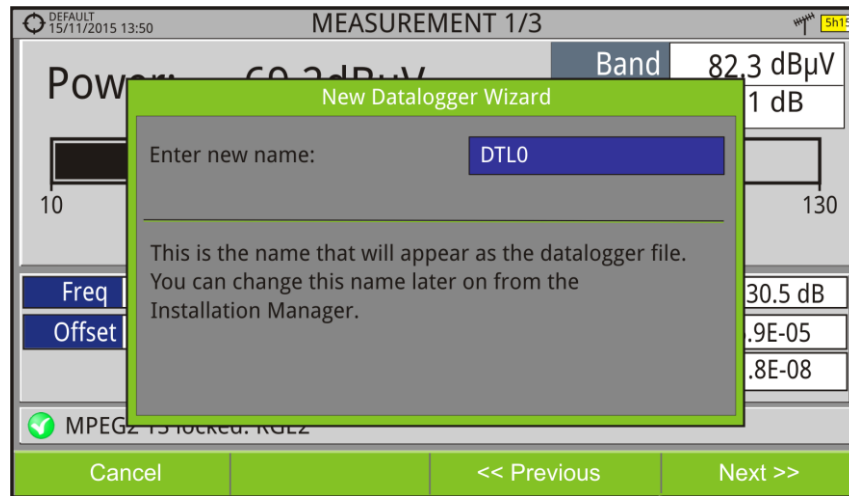 DEFAULT
15/11/2015 13:50
MEASUREMENT 1/3
5h15
Band
82.3 dBµV
1 dB
New Datalogger Wizard
Enter new name:
DTL0
10
130
This is the name that will appear as the datalogger file.
You can change this name later on from the
Installation Manager.
Freq
30.5 dB
Offset
.9E-05
.8E-08
Cancel
<< Previous
Next >>